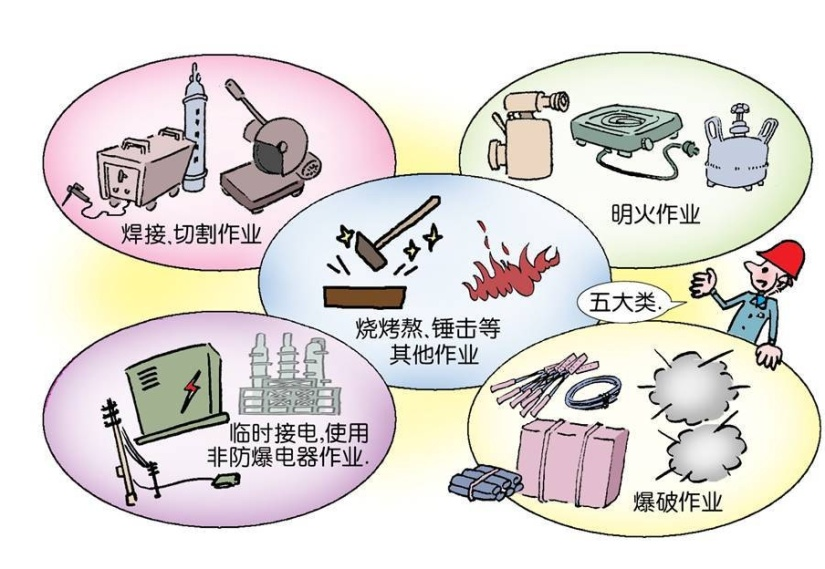 焊接、切割作业
明火作业
烧烤熬、锤击等
其他作业
五大类.
临时接电,使用
非防爆电器作业.
爆破作业